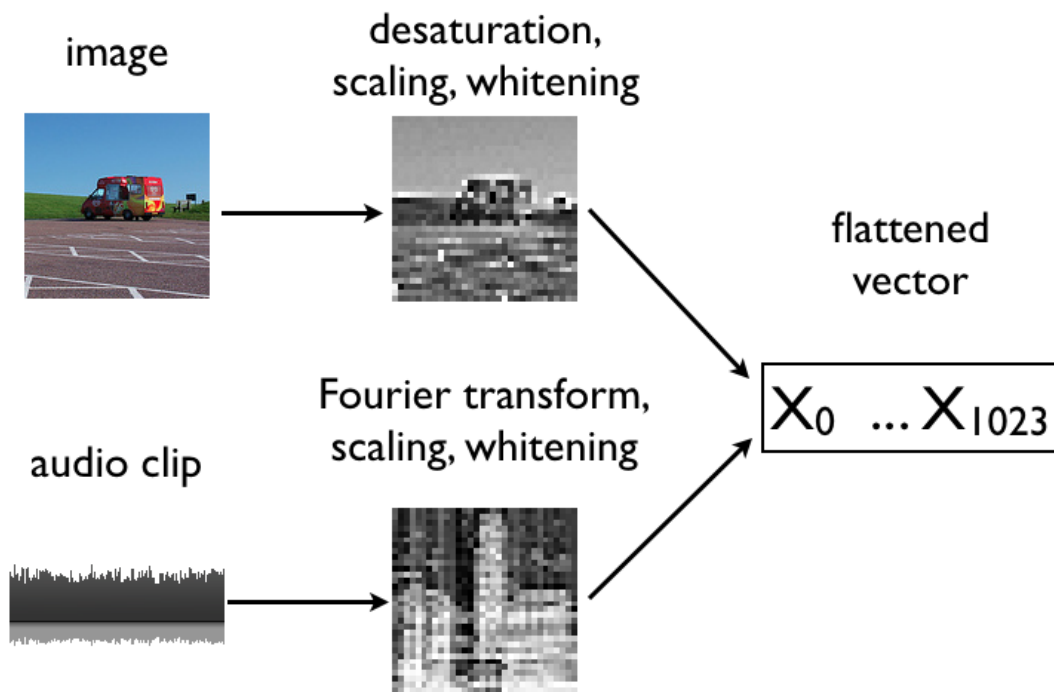 image
desaturation,
scaling, whitening
flattened
vector
X0 ... X1023
Fourier transform,
scaling, whitening
audio clip